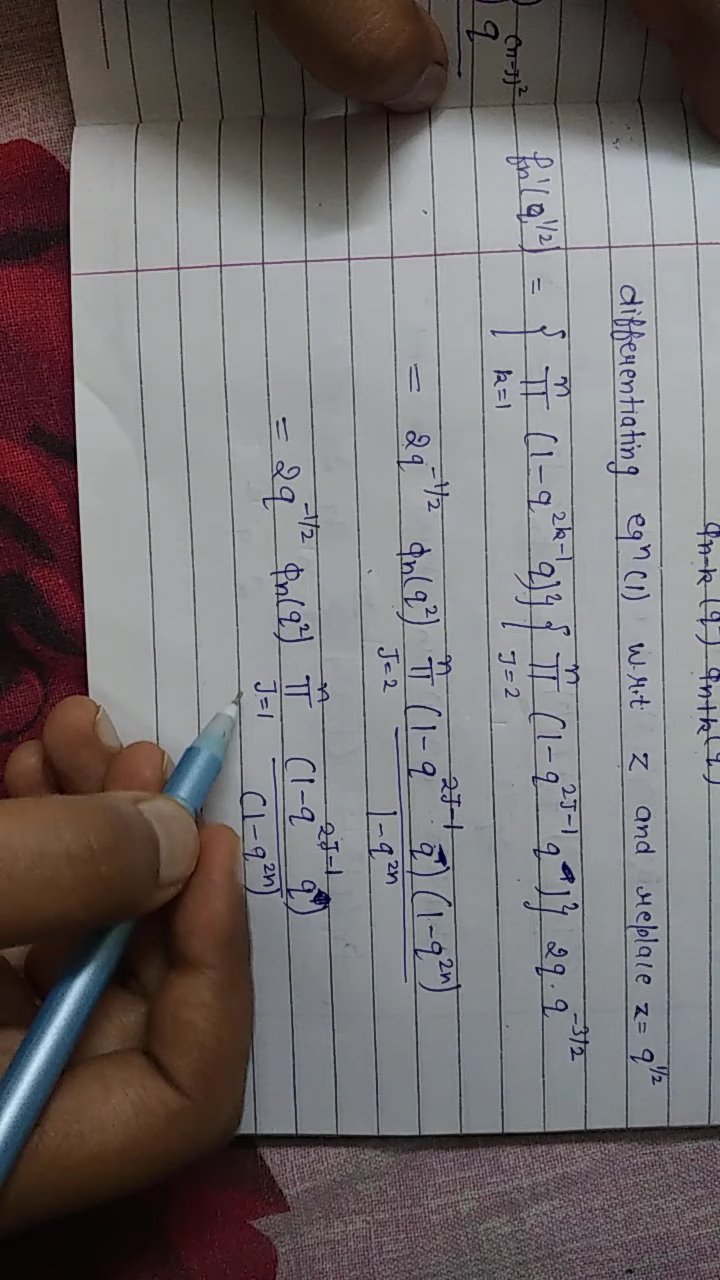 (n-J)²
q
φn-k (q) φn+k (q)
differentiating eqn (1) w.r.t z and replace z = q^1/2
fn'(q^1/2) = { n Π k=1 (1 - q^2k-1 q) } { n Π J=2 (1 - q^2J-1 q^-1) } 2q . q^-3/2
= 2q^-1/2 φn(q²) n Π J=2 (1 - q^2J-1 q^-1) (1 - q^2n) / 1 - q^2n
= 2q^-1/2 φn(q²) n Π J=1 (1 - q^2J-1 q) / (1 - q^2n)